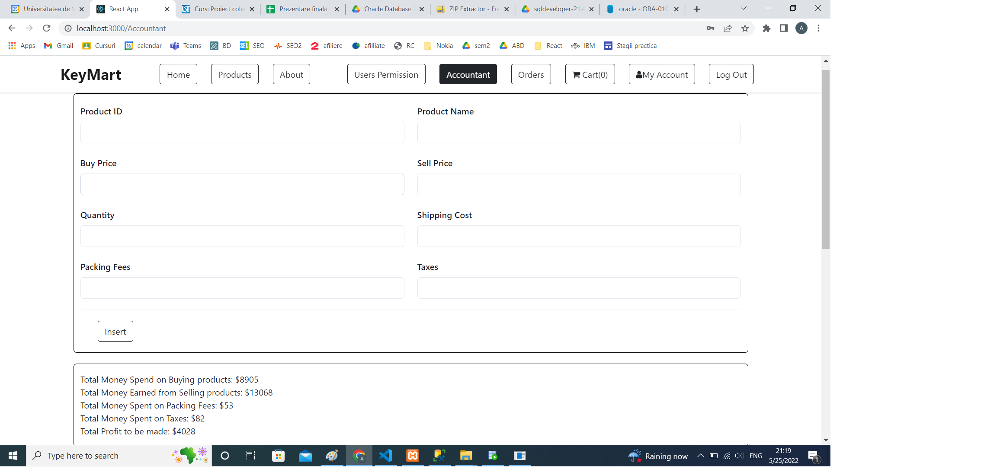 Universitatea de V
React App
Curs: Proiect cole
Prezentare finală
Oracle Database
ZIP Extractor - Fre
sqldeveloper-21.4
oracle - ORA-010
localhost:3000/Accountant
A
Apps
Gmail
Cursuri
calendar
Teams
BD
SEO
SEO2
afiliere
afilliate
RC
Nokia
sem2
ABD
React
IBM
Stagii practica
KeyMart
Home
Products
About
Users Permission
Accountant
Orders
Cart(0)
My Account
Log Out
Product ID
Product Name
Buy Price
Sell Price
Quantity
Shipping Cost
Packing Fees
Taxes
Insert
Total Money Spend on Buying products: $8905
Total Money Earned from Selling products: $13068
Total Money Spent on Packing Fees: $53
Total Money Spent on Taxes: $82
Total Profit to be made: $4028
Type here to search
Raining now
ENG
21:19
5/25/2022
1